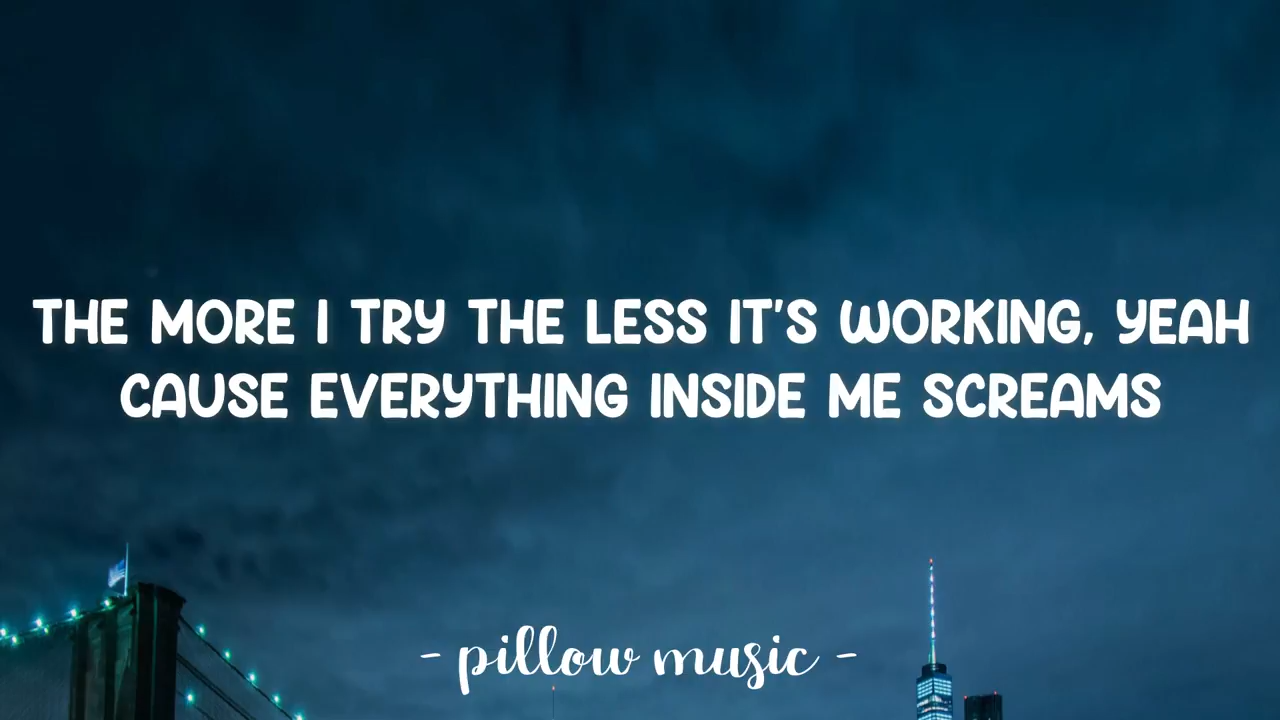 THE MORE I TRY THE LESS IT'S WORKING, YEAH
CAUSE EVERYTHING INSIDE ME SCREAMS
- pillow music -